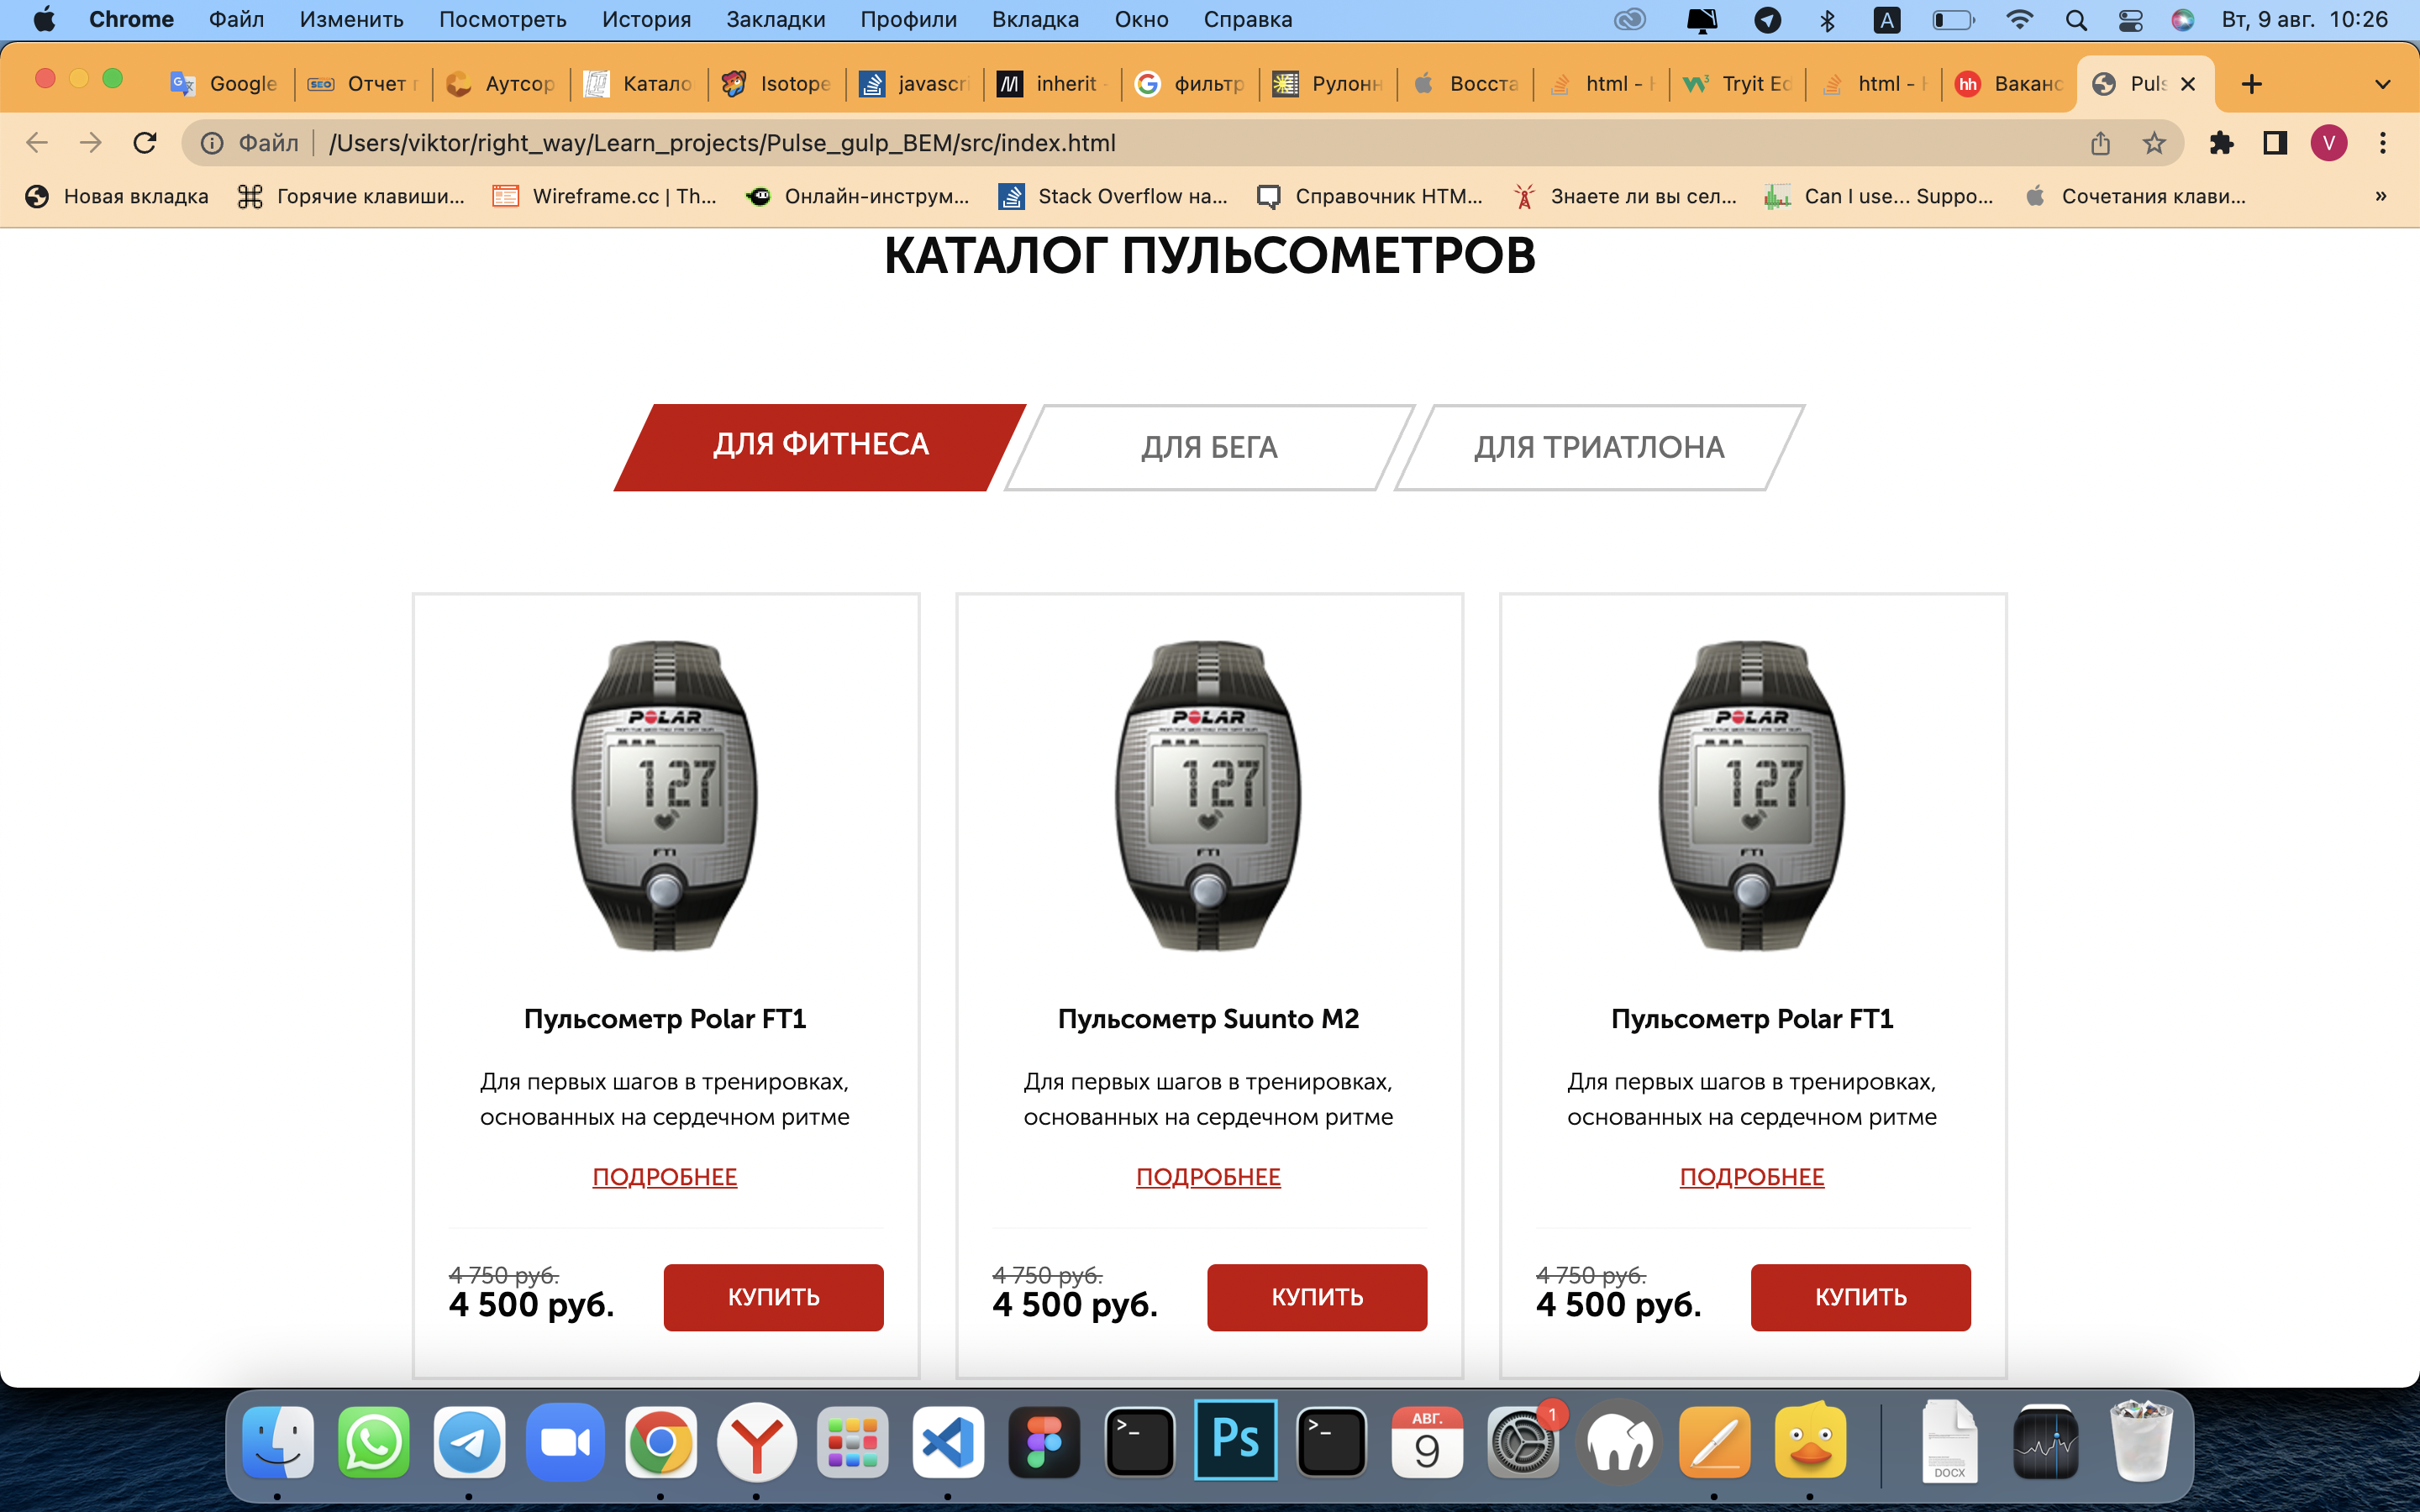 Chrome Файл Изменить Посмотреть История Закладки Профили Вкладка Окно Справка A Вт, 9 авг. 10:26
Google SEO Отчет Аутсор Катало Isotope javascri inherit фильтр Рулонн Восста html - Tryit Ed html - hh Ваканс Puls
Файл /Users/viktor/right_way/Learn_projects/Pulse_gulp_BEM/src/index.html V
Новая вкладка Горячие клавиши... Wireframe.cc | Th... Онлайн-инструм... Stack Overflow на... Справочник HTM... Знаете ли вы сел... Can I use... Suppo... Сочетания клави... »
КАТАЛОГ ПУЛЬСОМЕТРОВ
ДЛЯ ФИТНЕСА ДЛЯ БЕГА ДЛЯ ТРИАТЛОНА
POLAR POLAR POLAR
127 127 127
FT1 FT1 FT1
Пульсометр Polar FT1 Пульсометр Suunto M2 Пульсометр Polar FT1
Для первых шагов в тренировках, Для первых шагов в тренировках, Для первых шагов в тренировках,
основанных на сердечном ритме основанных на сердечном ритме основанных на сердечном ритме
ПОДРОБНЕЕ ПОДРОБНЕЕ ПОДРОБНЕЕ
4 750 руб. 4 750 руб. 4 750 руб.
4 500 руб. КУПИТЬ 4 500 руб. КУПИТЬ 4 500 руб. КУПИТЬ
>_ Ps >_ АВГ. 9 1 DOCX